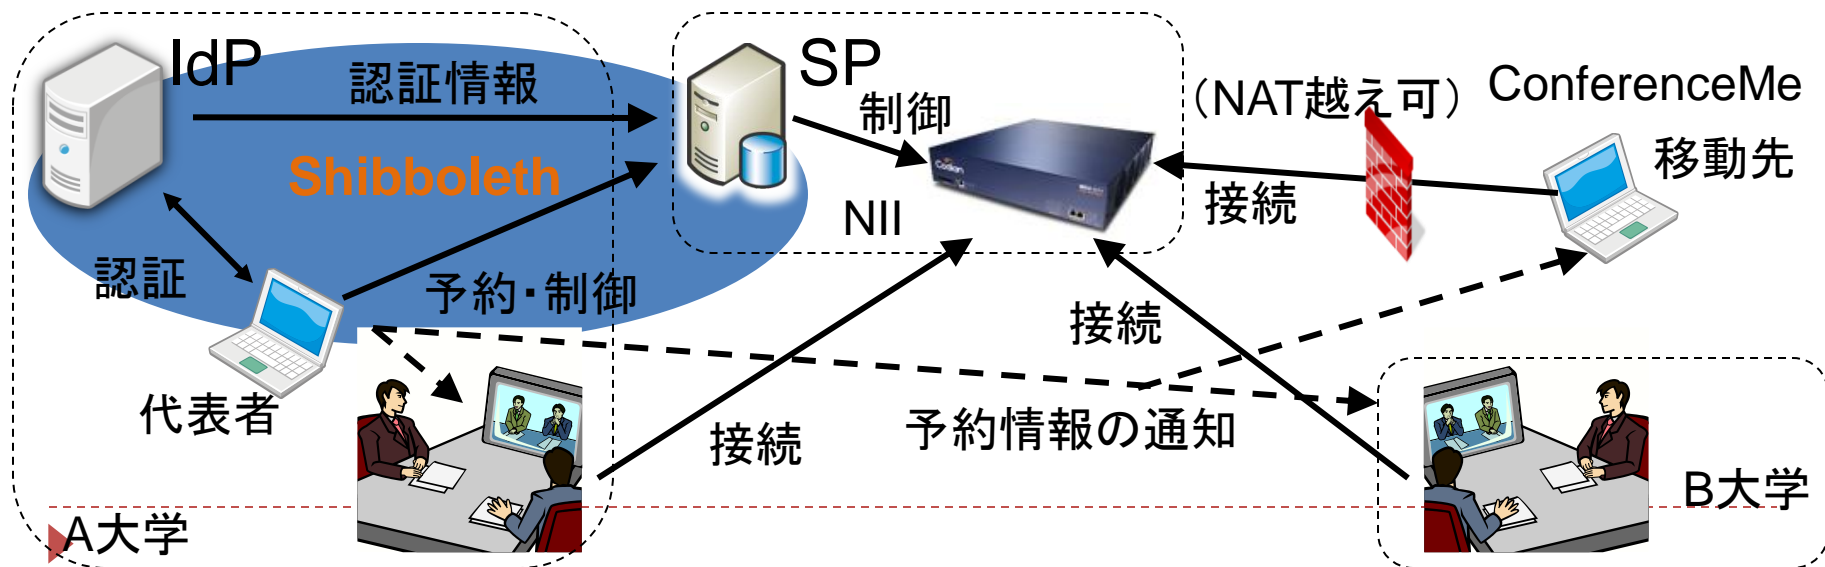 IdP
認証情報
SP
制御
（NAT越え可）
ConferenceMe
移動先
Shibboleth
Codian
接続
NII
認証
予約・制御
接続
代表者
接続
予約情報の通知
B大学
A大学